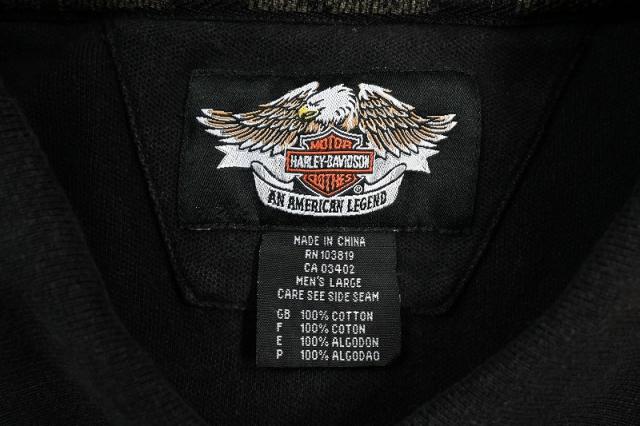 MOTOR
HARLEY-DAVIDSON
CLOTHES
®
AN AMERICAN LEGEND
MADE IN CHINA
RN 103819
CA 03402
MEN'S LARGE
CARE SEE SIDE SEAM
GB 100% COTTON
F 100% COTON
E 100% ALGODON
P 100% ALGODAO